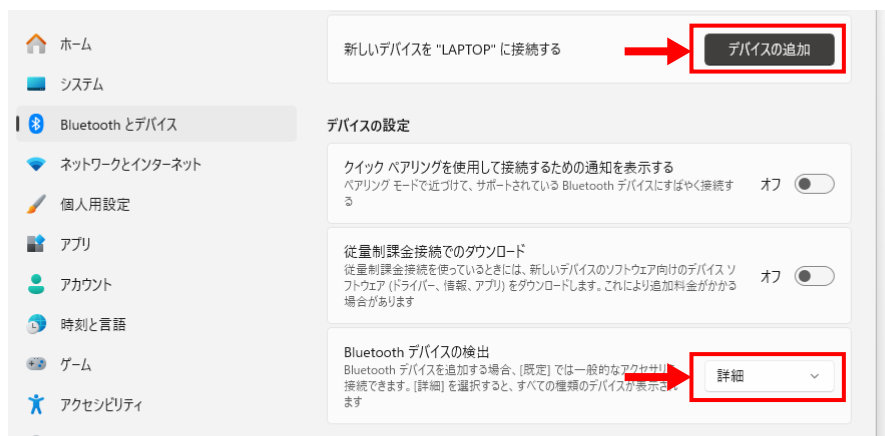 ホーム
システム
Bluetooth とデバイス
ネットワークとインターネット
個人用設定
アプリ
アカウント
時刻と言語
ゲーム
アクセシビリティ
新しいデバイスを "LAPTOP" に接続する
デバイスの追加
デバイスの設定
クイック ペアリングを使用して接続するための通知を表示する
ペアリング モードで近づけて、サポートされている Bluetooth デバイスにすばやく接続す
る
オフ
従量制課金接続でのダウンロード
従量制課金接続を使っているときには、新しいデバイスのソフトウェア向けのデバイス ソ
フトウェア (ドライバー、情報、アプリ) をダウンロードします。これにより追加料金がかかる
場合があります
オフ
Bluetooth デバイスの検出
Bluetooth デバイスを追加する場合、[既定] では一般的なアクセサリ
接続できます。[詳細] を選択すると、すべての種類のデバイスが表示さ
ます
詳細